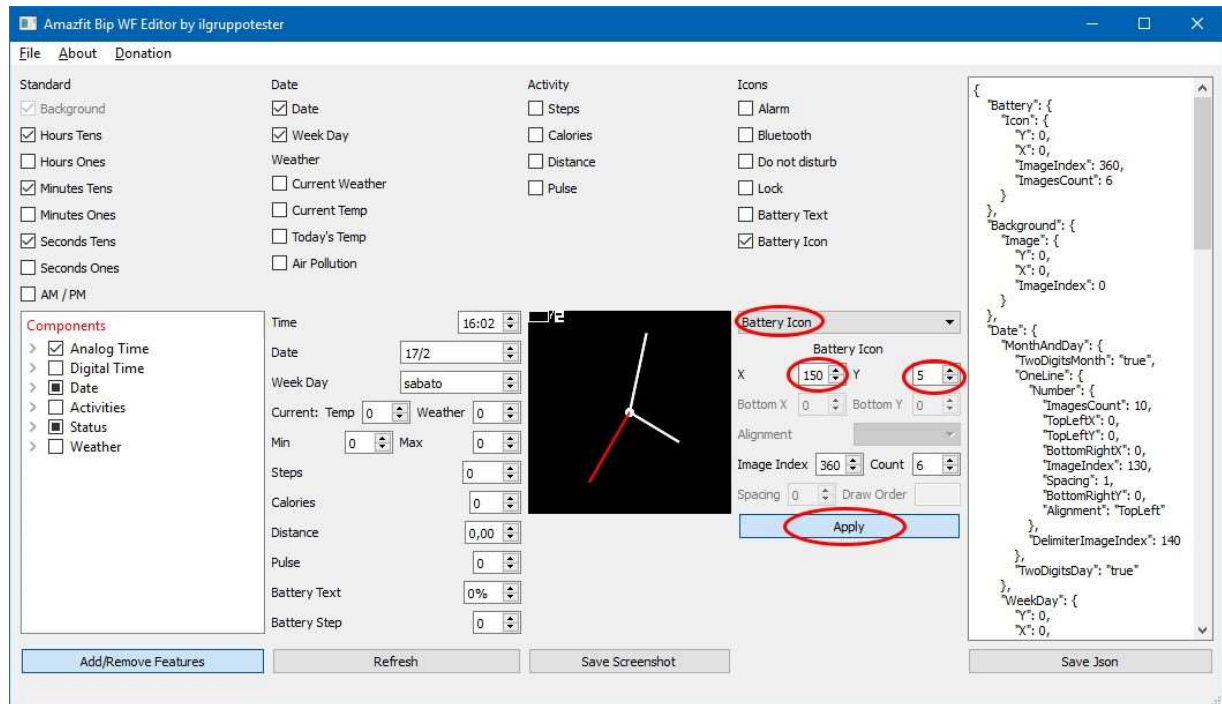 Amazfit Bip WF Editor by ilgruppotester
File About Donation
Standard
Background
Hours Tens
Hours Ones
Minutes Tens
Minutes Ones
Seconds Tens
Seconds Ones
AM / PM
Date
Date
Week Day
Weather
Current Weather
Current Temp
Today's Temp
Air Pollution
Activity
Steps
Calories
Distance
Pulse
Icons
Alarm
Bluetooth
Do not disturb
Lock
Battery Text
Battery Icon
Components
Analog Time
Digital Time
Date
Activities
Status
Weather
Time 16:02
Date 17/2
Week Day sabato
Current: Temp 0 Weather 0
Min 0 Max 0
Steps 0
Calories 0
Distance 0,00
Pulse 0
Battery Text 0%
Battery Step 0
/2
Battery Icon
Battery Icon
X 150 Y 5
Bottom X 0 Bottom Y 0
Alignment
Image Index 360 Count 6
Spacing 0 Draw Order
Apply
{
"Battery": {
"Icon": {
"Y": 0,
"X": 0,
"ImageIndex": 360,
"ImagesCount": 6
}
},
"Background": {
"Image": {
"Y": 0,
"X": 0,
"ImageIndex": 0
}
},
"Date": {
"MonthAndDay": {
"TwoDigitsMonth": "true",
"OneLine": {
"Number": {
"ImagesCount": 10,
"TopLeftX": 0,
"TopLeftY": 0,
"BottomRightX": 0,
"ImageIndex": 130,
"Spacing": 1,
"BottomRightY": 0,
"Alignment": "TopLeft"
},
"DelimiterImageIndex": 140
},
"TwoDigitsDay": "true"
},
"WeekDay": {
"Y": 0,
"X": 0,
Add/Remove Features
Refresh
Save Screenshot
Save Json